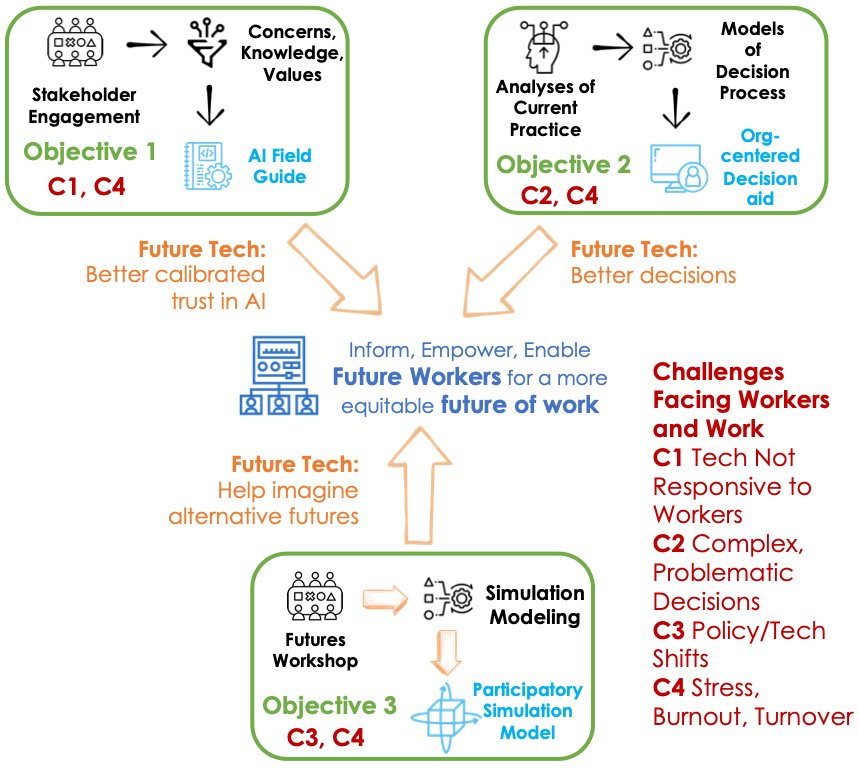 Stakeholder
Engagement
Concerns,
Knowledge,
Values
Objective 1
C1, C4
AI Field
Guide
Analyses of
Current
Practice
Models
of
Decision
Process
Objective 2
C2, C4
Org-
centered
Decision
aid
Future Tech:
Better calibrated
trust in AI
Future Tech:
Better decisions
Inform, Empower, Enable
Future Workers for a more
equitable future of work
Future Tech:
Help imagine
alternative futures
Challenges
Facing Workers
and Work
C1 Tech Not
Responsive to
Workers
C2 Complex,
Problematic
Decisions
C3 Policy/Tech
Shifts
C4 Stress,
Burnout, Turnover
Futures
Workshop
Simulation
Modeling
Objective 3
C3, C4
Participatory
Simulation
Model